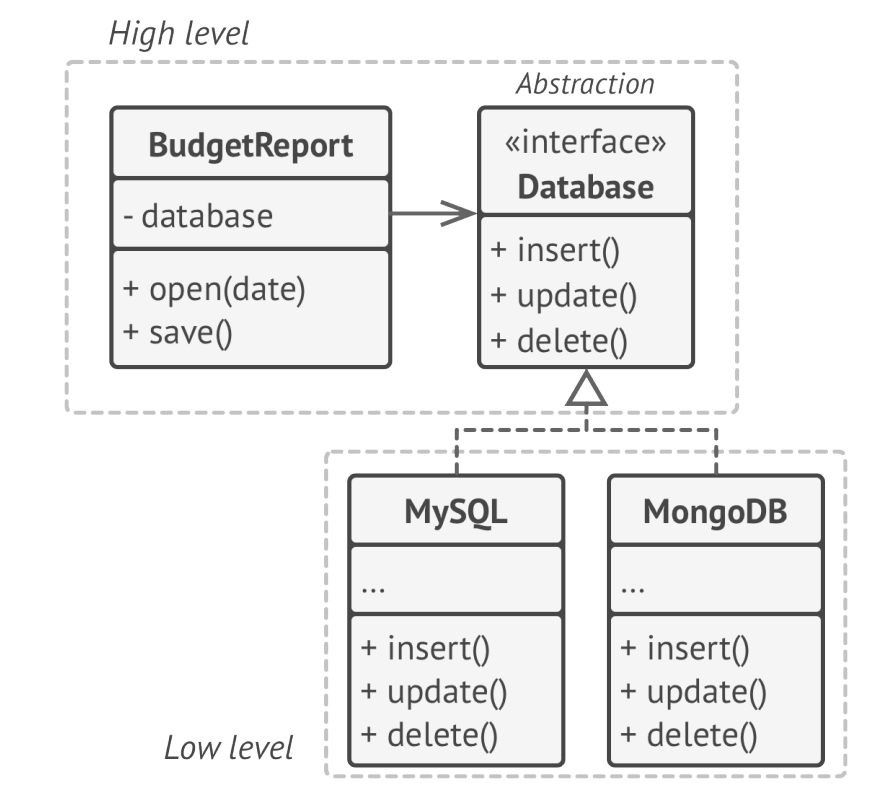 High level
Abstraction
BudgetReport
- database
+ open(date)
+ save()
«interface»
Database
+ insert()
+ update()
+ delete()
MySQL
...
+ insert()
+ update()
+ delete()
MongoDB
...
+ insert()
+ update()
+ delete()
Low level